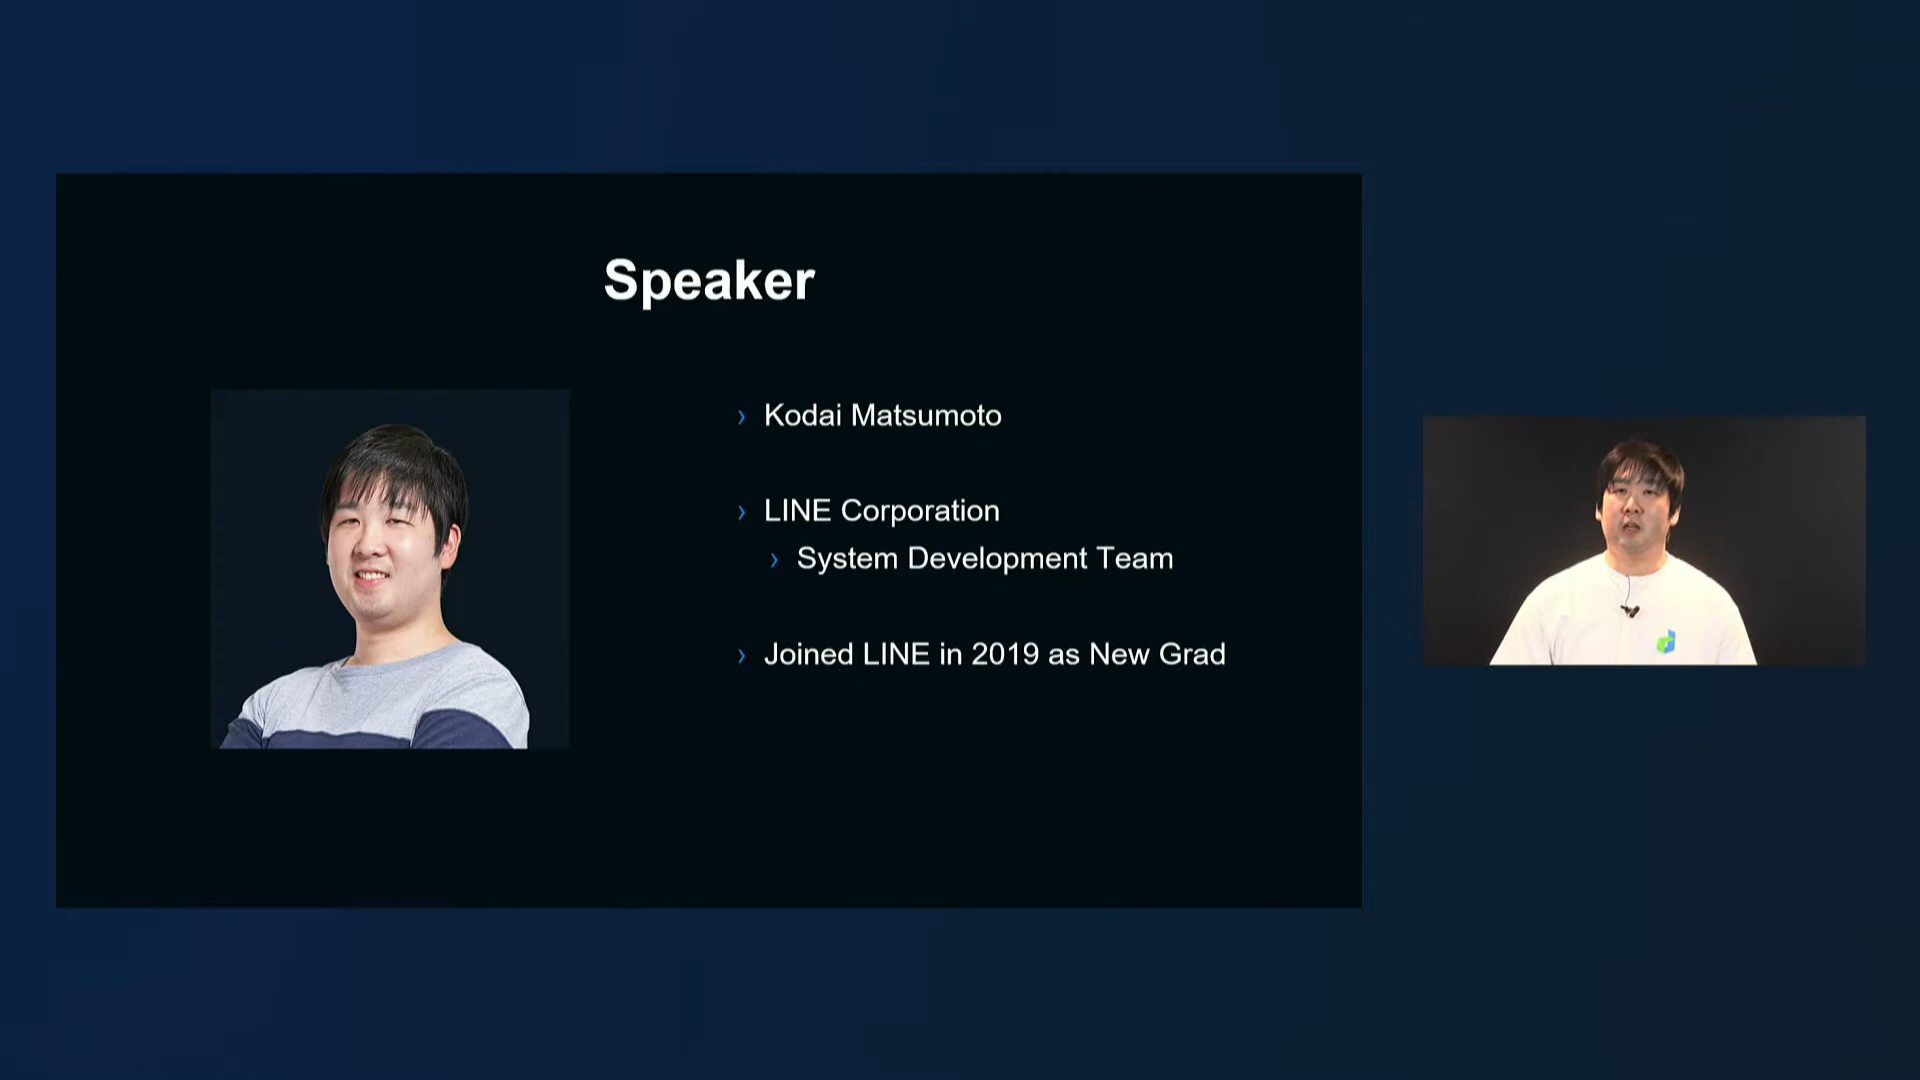 Speaker
› Kodai Matsumoto
› LINE Corporation
› System Development Team
› Joined LINE in 2019 as New Grad